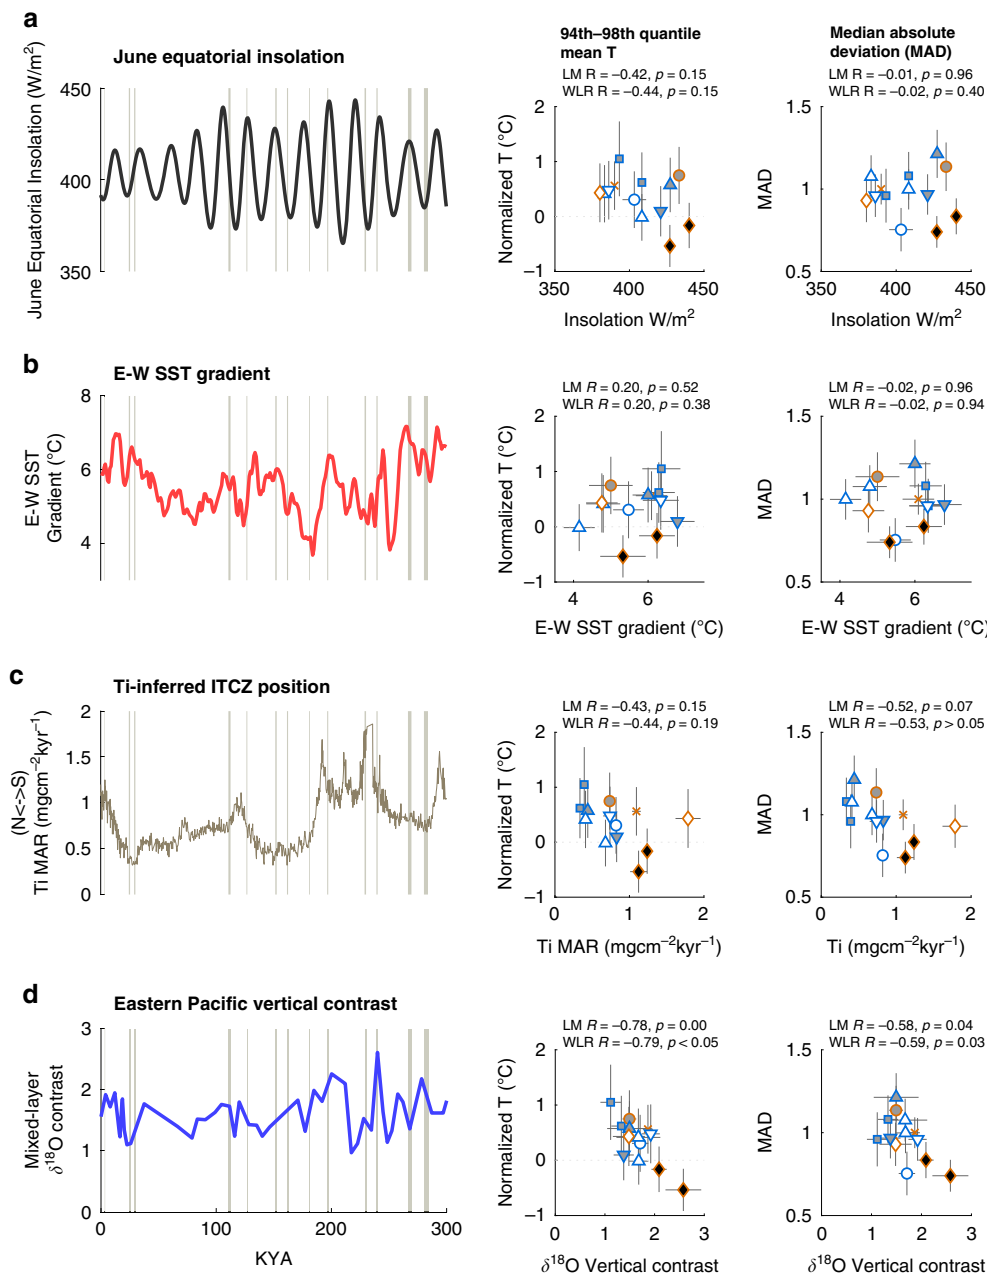 a
June equatorial insolation
94th–98th quantile
mean T
Median absolute
deviation (MAD)
LM R = −0.42, p = 0.15
WLR R = −0.44, p = 0.15
LM R = −0.01, p = 0.96
WLR R = −0.02, p = 0.40
June Equatorial Insolation (W/m²)
450
400
350
Normalized T (°C)
2
1
0
−1
350
400
450
Insolation W/m²
MAD
1.5
1
0.5
350
400
450
Insolation W/m²
b
E-W SST gradient
LM R = 0.20, p = 0.52
WLR R = 0.20, p = 0.38
LM R = −0.02, p = 0.96
WLR R = −0.02, p = 0.94
E-W SST
Gradient (°C)
8
6
4
Normalized T (°C)
2
1
0
−1
4
6
E-W SST gradient (°C)
MAD
1.5
1
0.5
4
6
E-W SST gradient (°C)
c
Ti-inferred ITCZ position
LM R = −0.43, p = 0.15
WLR R = −0.44, p = 0.19
LM R = −0.52, p = 0.07
WLR R = −0.53, p > 0.05
(N<->S)
Ti MAR (mgcm⁻²kyr⁻¹)
2
1.5
1
0.5
0
Normalized T (°C)
2
1
0
−1
0
1
2
Ti MAR (mgcm⁻²kyr⁻¹)
MAD
1.5
1
0.5
0
1
2
Ti (mgcm⁻²kyr⁻¹)
d
Eastern Pacific vertical contrast
LM R = −0.78, p = 0.00
WLR R = −0.79, p < 0.05
LM R = −0.58, p = 0.04
WLR R = −0.59, p = 0.03
Mixed-layer
δ¹⁸O contrast
3
2
1
0
0
100
200
300
KYA
Normalized T (°C)
2
1
0
−1
0
1
2
3
δ¹⁸O Vertical contrast
MAD
1.5
1
0.5
0
1
2
3
δ¹⁸O Vertical contrast